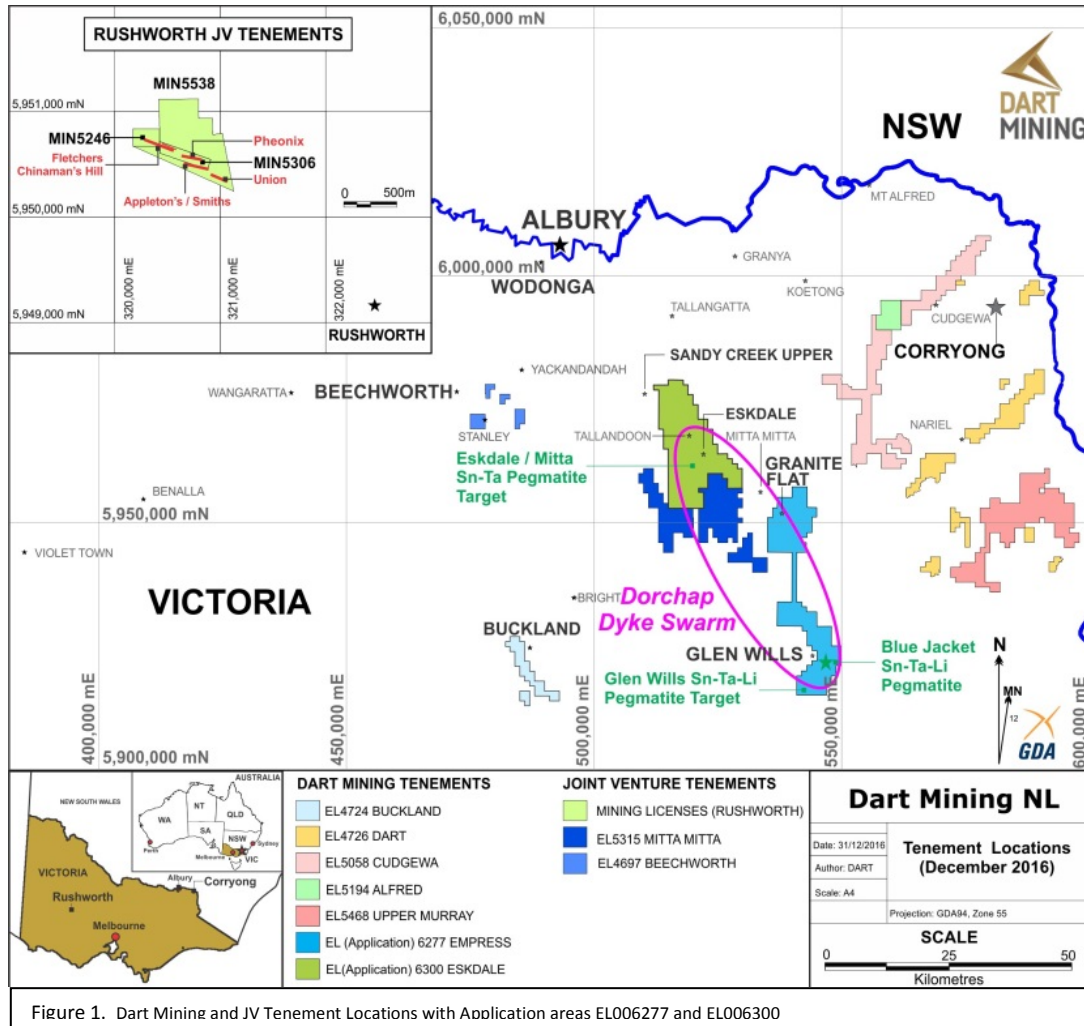 RUSHWORTH JV TENEMENTS
MIN5538
5,951,000 mN
MIN5246
Pheonix
Fletchers
Chinaman's Hill
MIN5306
Union
Appleton's / Smiths
0 500m
5,950,000 mN
320,000 mE
321,000 mE
322,000 mE
5,949,000 mN
RUSHWORTH
6,050,000 mN
DART
MINING
NSW
MT ALFRED
ALBURY
6,000,000 mN
WODONGA
GRANYA
KOETONG
TALLANGATTA
CUDGEWA
CORRYONG
SANDY CREEK UPPER
YACKANDANDAH
WANGARATTA
BEECHWORTH
ESKDALE
STANLEY
TALLANDOON
MITTA MITTA
NARIEL
Eskdale / Mitta
Sn-Ta Pegmatite
Target
GRANITE
FLAT
BENALLA
5,950,000 mN
VIOLET TOWN
VICTORIA
BRIGHT
Dorchap
Dyke Swarm
BUCKLAND
GLEN WILLS
Blue Jacket
Sn-Ta-Li
Pegmatite
Glen Wills Sn-Ta-Li
Pegmatite Target
N
MN
12
GDA
400,000 mE
450,000 mE
500,000 mE
550,000 mE
600,000 mE
5,900,000 mN
NEW SOUTH WALES
AUSTRALIA
NT
QLD
WA
SA
NSW
Perth
Sydney
Melbourne
VIC
VICTORIA
Albury
Corryong
Rushworth
Melbourne
DART MINING TENEMENTS
EL4724 BUCKLAND
EL4726 DART
EL5058 CUDGEWA
EL5194 ALFRED
EL5468 UPPER MURRAY
EL (Application) 6277 EMPRESS
EL(Application) 6300 ESKDALE
JOINT VENTURE TENEMENTS
MINING LICENSES (RUSHWORTH)
EL5315 MITTA MITTA
EL4697 BEECHWORTH
Dart Mining NL
Date: 31/12/2016
Author: DART
Scale: A4
Tenement Locations
(December 2016)
Projection: GDA94, Zone 55
SCALE
0 25 50
Kilometres
Figure 1. Dart Mining and JV Tenement Locations with Application areas EL006277 and EL006300